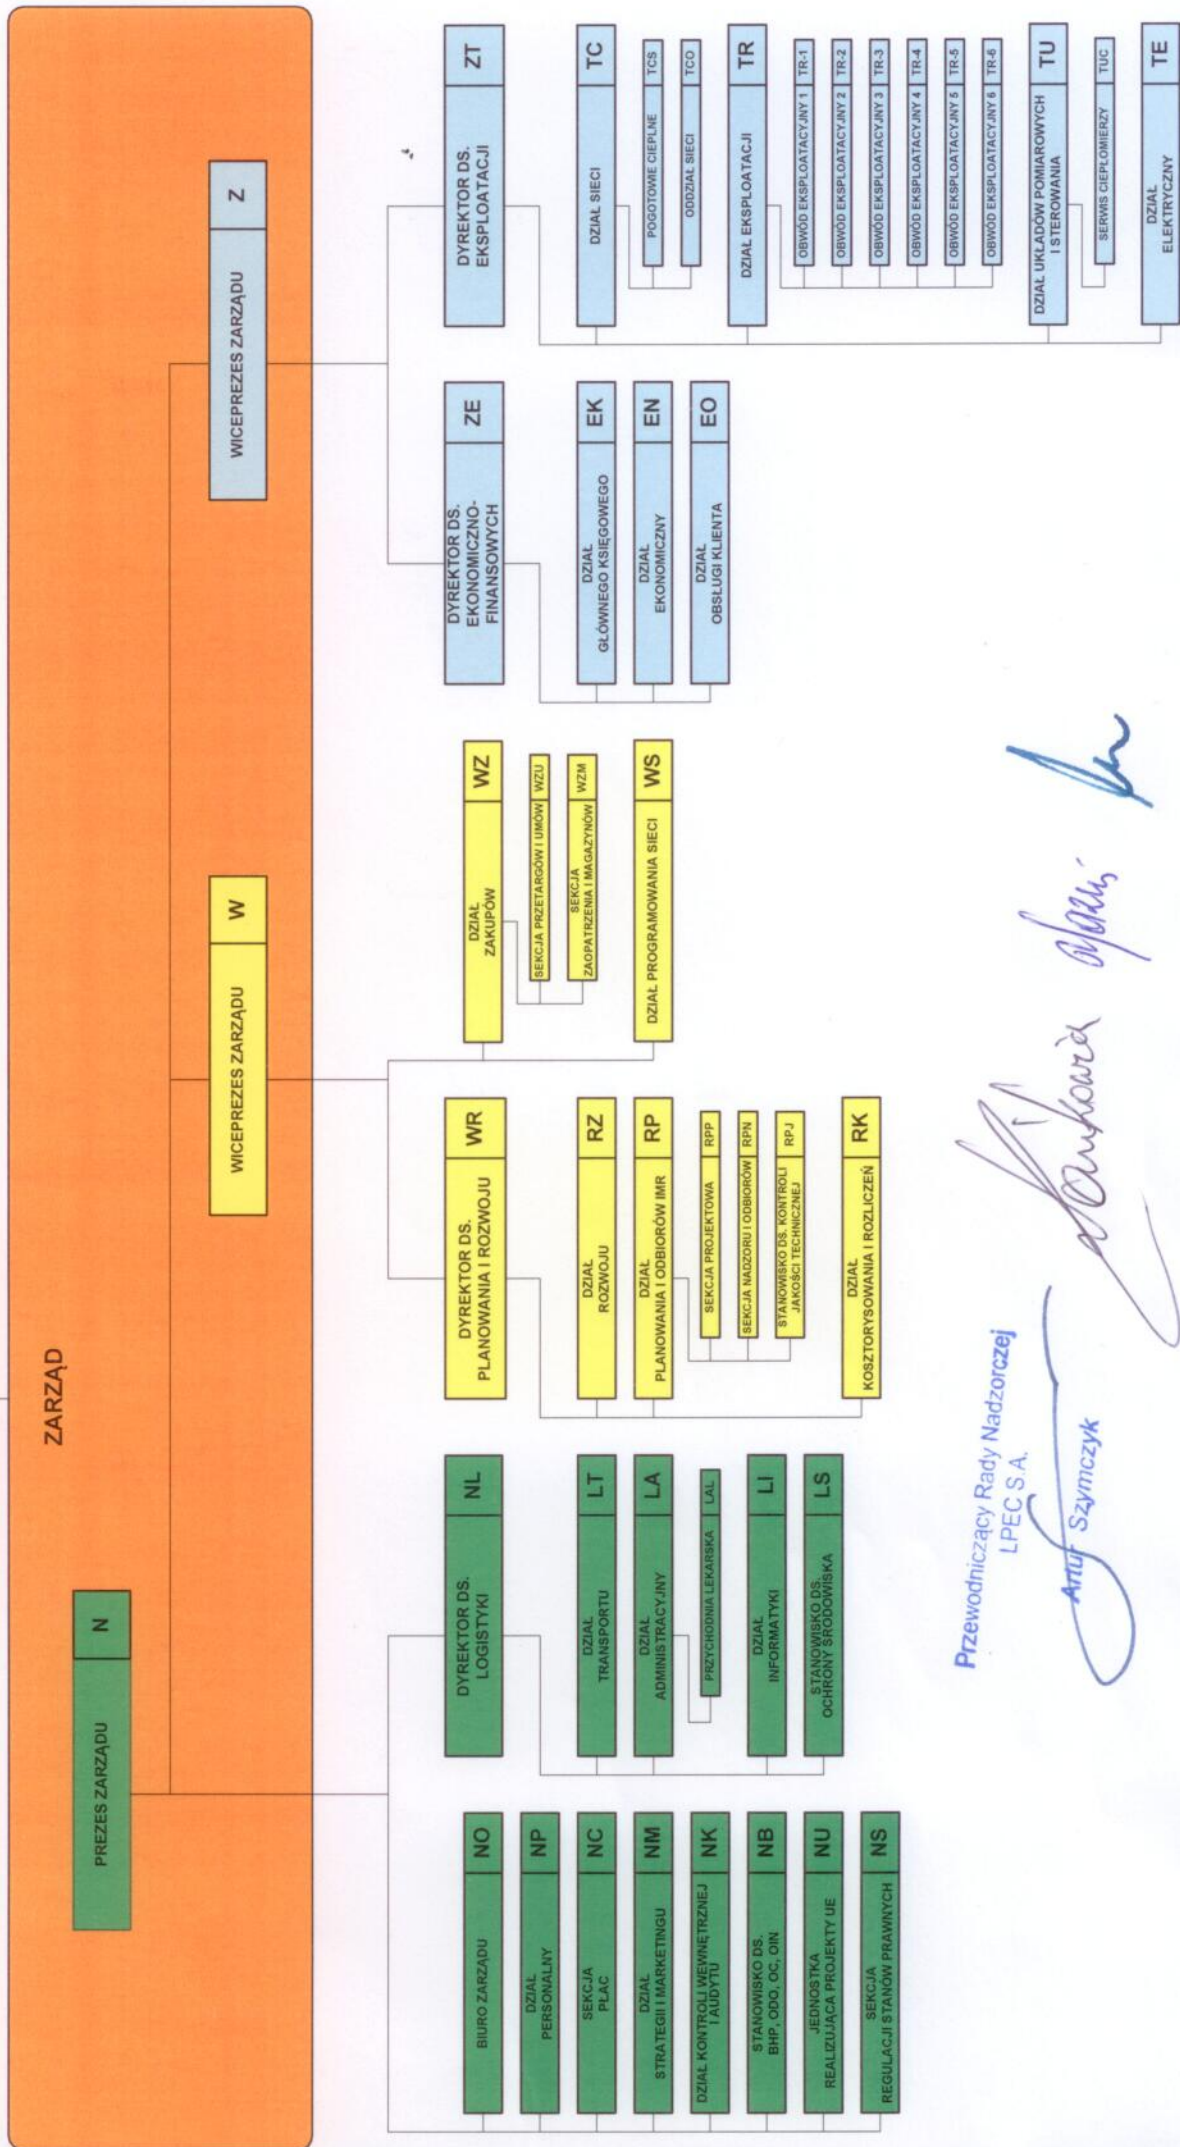 ZARZĄD
PREZES ZARZĄDU N
WICEPREZES ZARZĄDU W
WICEPREZES ZARZĄDU Z
BIURO ZARZĄDU NO
DZIAŁ
PERSONALNY NP
SEKCJA
PŁAC NC
DZIAŁ
STRATEGII I MARKETINGU NM
DZIAŁ KONTROLI WEWNĘTRZNEJ
I AUDYTU NK
STANOWISKO DS.
BHP, ODO, OC, OIN NB
JEDNOSTKA
REALIZUJĄCA PROJEKTY UE NU
SEKCJA
REGULACJI STANÓW PRAWNYCH NS
DYREKTOR DS.
LOGISTYKI NL
DZIAŁ
TRANSPORTU LT
DZIAŁ
ADMINISTRACYJNY LA
PRZYCHODNIA LEKARSKA LAL
DZIAŁ
INFORMATYKI LI
STANOWISKO DS.
OCHRONY ŚRODOWISKA LS
DYREKTOR DS.
PLANOWANIA I ROZWOJU WR
DZIAŁ
ROZWOJU RZ
DZIAŁ
PLANOWANIA I ODBIORÓW IMR RP
SEKCJA PROJEKTOWA RPP
SEKCJA NADZORU I ODBIORÓW RPN
STANOWISKO DS. KONTROLI
JAKOŚCI TECHNICZNEJ RPJ
DZIAŁ
KOSZTORYSOWANIA I ROZLICZEŃ RK
DZIAŁ
ZAKUPÓW WZ
SEKCJA PRZETARGÓW I UMÓW WZU
SEKCJA
ZAOPATRZENIA I MAGAZYNÓW WZM
DZIAŁ PROGRAMOWANIA SIECI WS
DYREKTOR DS.
EKONOMICZNO-
FINANSOWYCH ZE
DZIAŁ
GŁÓWNEGO KSIĘGOWEGO EK
DZIAŁ
EKONOMICZNY EN
DZIAŁ
OBSŁUGI KLIENTA EO
DYREKTOR DS.
EKSPLOATACJI ZT
DZIAŁ SIECI TC
POGOTOWIE CIEPLNE TCS
ODDZIAŁ SIECI TCO
DZIAŁ EKSPLOATACJI TR
OBWÓD EKSPLOATACYJNY 1 TR-1
OBWÓD EKSPLOATACYJNY 2 TR-2
OBWÓD EKSPLOATACYJNY 3 TR-3
OBWÓD EKSPLOATACYJNY 4 TR-4
OBWÓD EKSPLOATACYJNY 5 TR-5
OBWÓD EKSPLOATACYJNY 6 TR-6
DZIAŁ UKŁADÓW POMIAROWYCH
I STEROWANIA TU
SERWIS CIEPŁOMIERZY TUC
DZIAŁ
ELEKTRYCZNY TE
Przewodniczący Rady Nadzorczej
LPEC S.A.
Artur Szymczyk